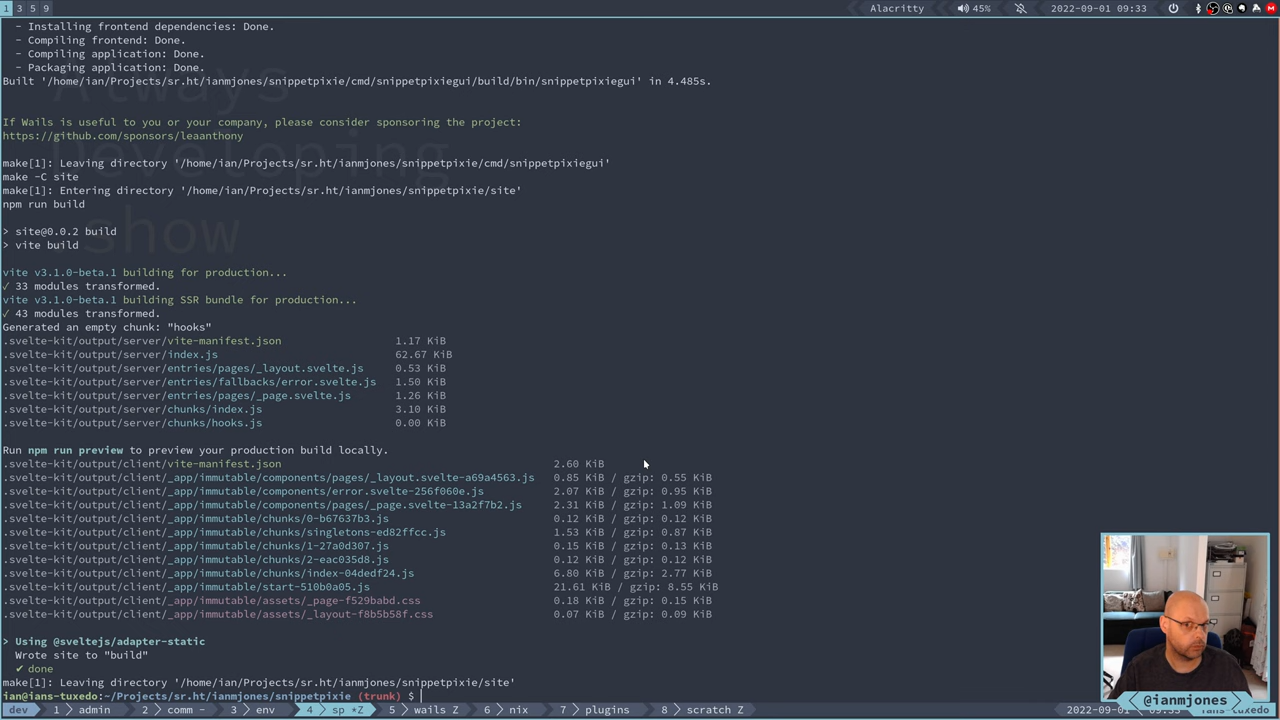 1 3 5 9
Alacritty
45%
2022-09-01 09:33
- Installing frontend dependencies: Done.
- Compiling frontend: Done.
- Compiling application: Done.
- Packaging application: Done.
Built '/home/ian/Projects/sr.ht/ianmjones/snippetpixie/cmd/snippetpixiegui/build/bin/snippetpixiegui' in 4.485s.
Always
Developing
show
If Wails is useful to you or your company, please consider sponsoring the project:
https://github.com/sponsors/leaanthony
make[1]: Leaving directory '/home/ian/Projects/sr.ht/ianmjones/snippetpixie/cmd/snippetpixiegui'
make -C site
make[1]: Entering directory '/home/ian/Projects/sr.ht/ianmjones/snippetpixie/site'
npm run build
> site@0.0.2 build
> vite build
vite v3.1.0-beta.1 building for production...
✓ 33 modules transformed.
vite v3.1.0-beta.1 building SSR bundle for production...
✓ 43 modules transformed.
Generated an empty chunk: "hooks"
.svelte-kit/output/server/vite-manifest.json 1.17 KiB
.svelte-kit/output/server/index.js 62.67 KiB
.svelte-kit/output/server/entries/pages/_layout.svelte.js 0.53 KiB
.svelte-kit/output/server/entries/fallbacks/error.svelte.js 1.50 KiB
.svelte-kit/output/server/entries/pages/_page.svelte.js 1.26 KiB
.svelte-kit/output/server/chunks/index.js 3.10 KiB
.svelte-kit/output/server/chunks/hooks.js 0.00 KiB
Run npm run preview to preview your production build locally.
.svelte-kit/output/client/vite-manifest.json 2.60 KiB
.svelte-kit/output/client/_app/immutable/components/pages/_layout.svelte-a69a4563.js 0.85 KiB / gzip: 0.55 KiB
.svelte-kit/output/client/_app/immutable/components/error.svelte-256f060e.js 2.07 KiB / gzip: 0.95 KiB
.svelte-kit/output/client/_app/immutable/components/pages/_page.svelte-13a2f7b2.js 2.31 KiB / gzip: 1.09 KiB
.svelte-kit/output/client/_app/immutable/chunks/0-b67637b3.js 0.12 KiB / gzip: 0.12 KiB
.svelte-kit/output/client/_app/immutable/chunks/singletons-ed82ffcc.js 1.53 KiB / gzip: 0.87 KiB
.svelte-kit/output/client/_app/immutable/chunks/1-27a0d307.js 0.15 KiB / gzip: 0.13 KiB
.svelte-kit/output/client/_app/immutable/chunks/2-eac035d8.js 0.12 KiB / gzip: 0.12 KiB
.svelte-kit/output/client/_app/immutable/chunks/index-04dedf24.js 6.80 KiB / gzip: 2.77 KiB
.svelte-kit/output/client/_app/immutable/start-510b0a05.js 21.61 KiB / gzip: 8.55 KiB
.svelte-kit/output/client/_app/immutable/assets/_page-f529babd.css 0.18 KiB / gzip: 0.15 KiB
.svelte-kit/output/client/_app/immutable/assets/_layout-f8b5b58f.css 0.07 KiB / gzip: 0.09 KiB
> Using @sveltejs/adapter-static
Wrote site to "build"
✔ done
make[1]: Leaving directory '/home/ian/Projects/sr.ht/ianmjones/snippetpixie/site'
ian@ians-tuxedo:~/Projects/sr.ht/ianmjones/snippetpixie (trunk) $
@ianmjones
dev 1 admin 2 comm - 3 env 4 sp *Z 5 wails Z 6 nix 7 plugins 8 scratch Z 2022-09-01 ians-tuxedo